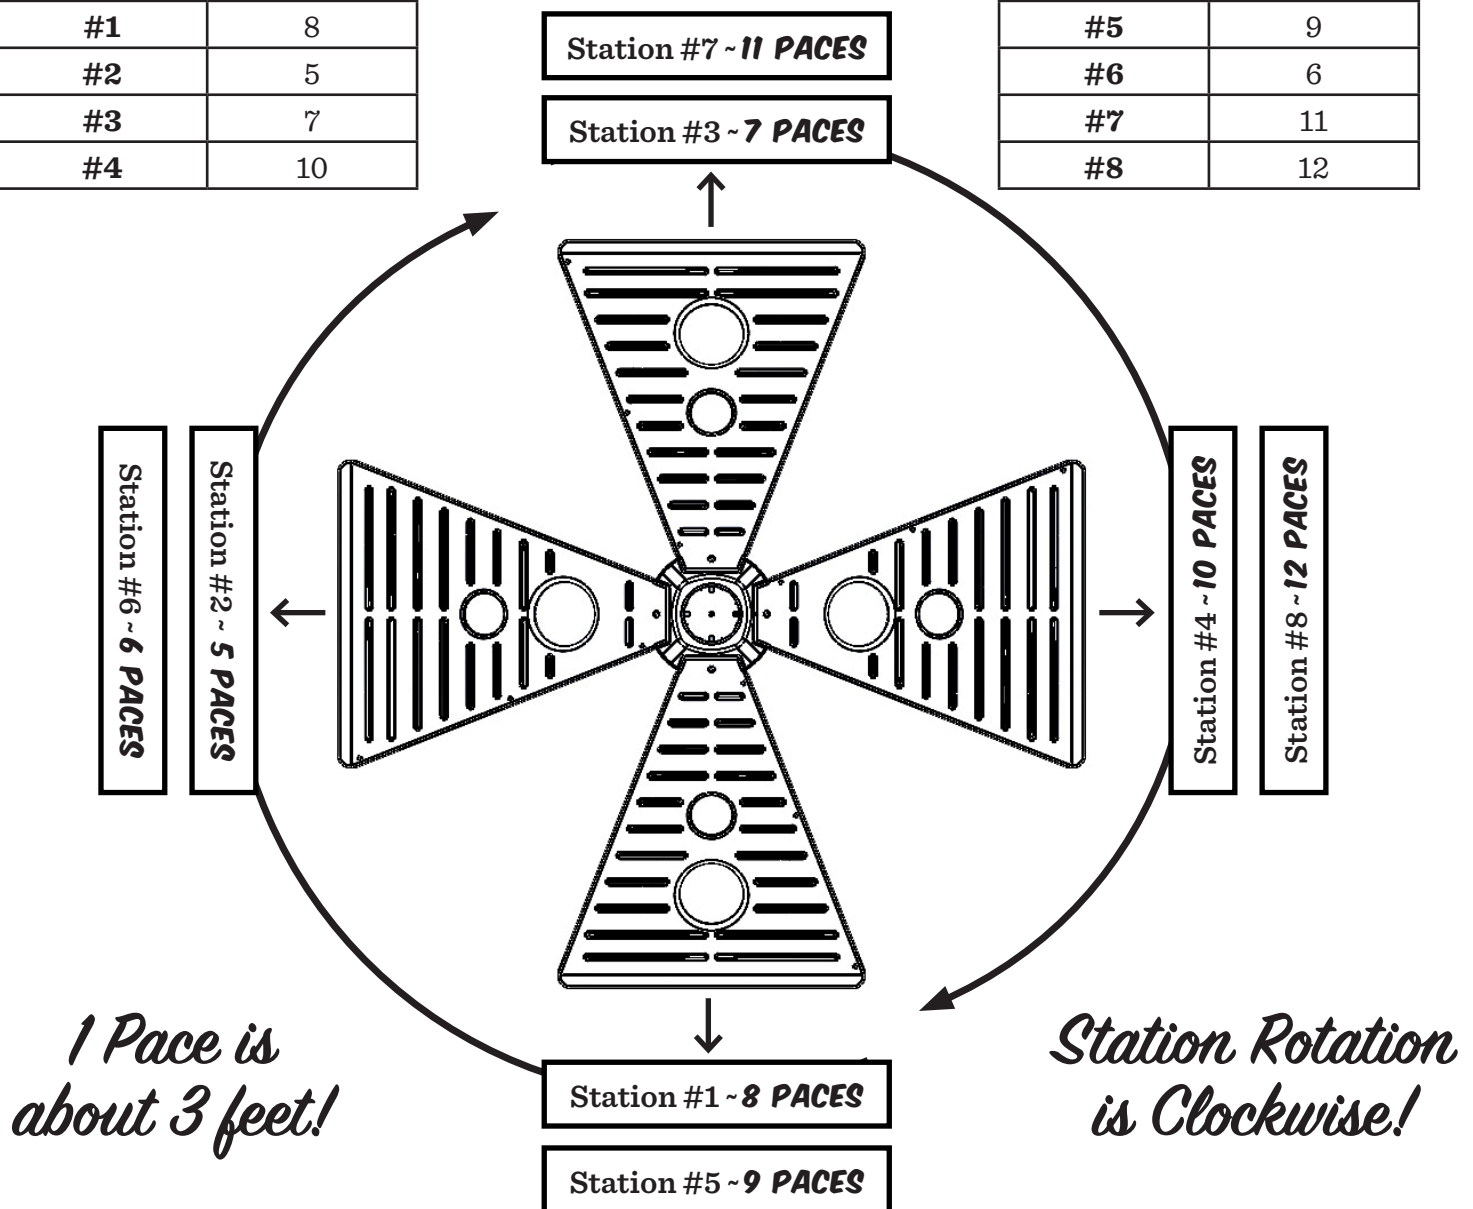 #1 8
#2 5
#3 7
#4 10
Station #7 ~ 11 PACES
Station #3 ~ 7 PACES
#5 9
#6 6
#7 11
#8 12
Station #6 ~ 6 PACES
Station #2 ~ 5 PACES
Station #4 ~ 10 PACES
Station #8 ~ 12 PACES
1 Pace is
about 3 feet!
Station #1 ~ 8 PACES
Station #5 ~ 9 PACES
Station Rotation
is Clockwise!